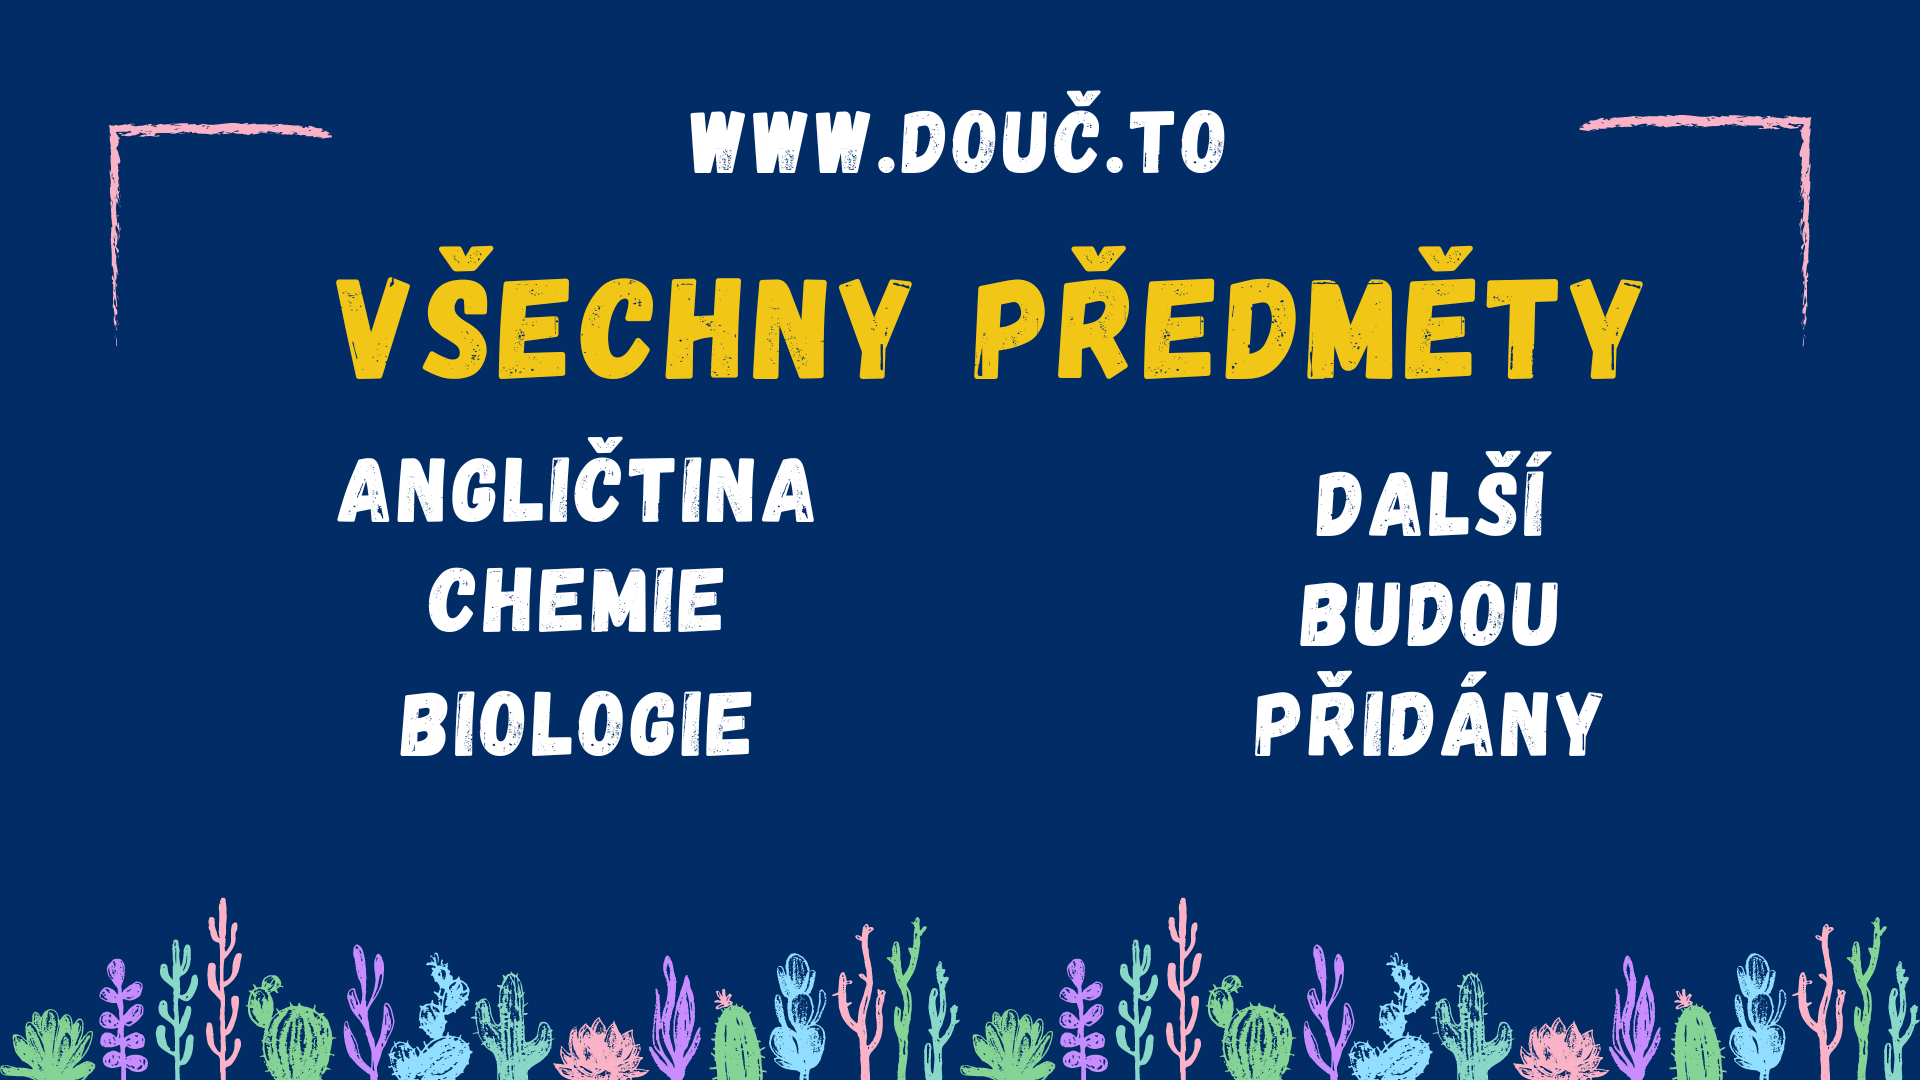 WWW.DOUČ.TO
VŠECHNY PŘEDMĚTY
ANGLIČTINA
CHEMIE
BIOLOGIE
DALŠÍ
BUDOU
PŘIDÁNY